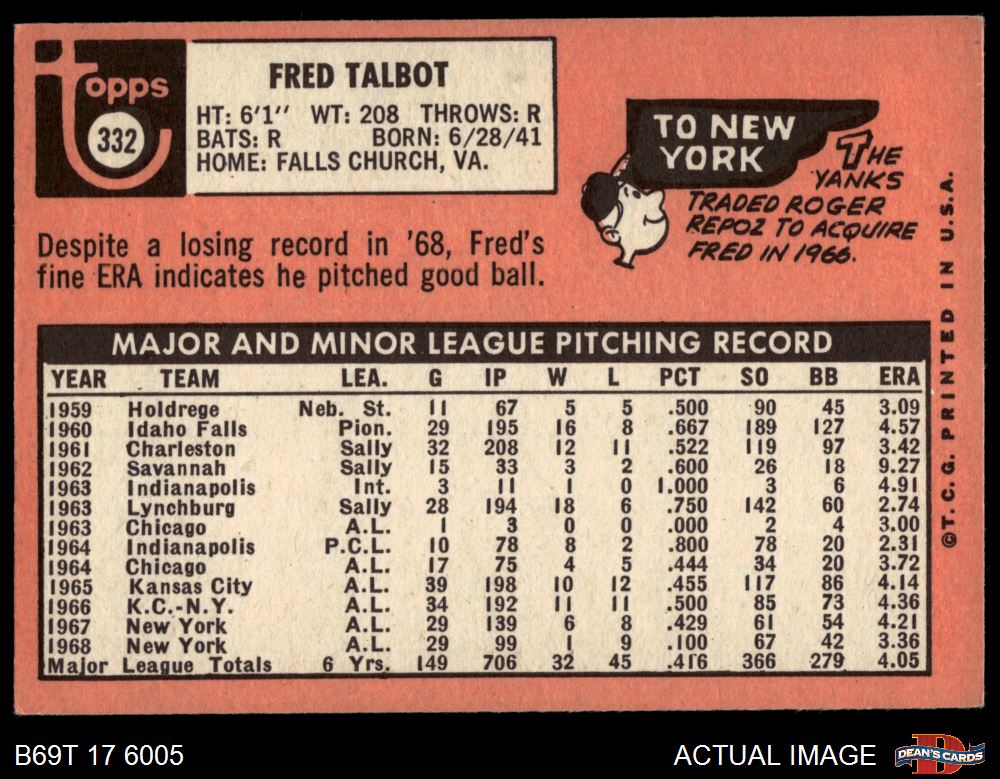 Topps
332
FRED TALBOT
HT: 6'1" WT: 208 THROWS: R
BATS: R BORN: 6/28/41
HOME: FALLS CHURCH, VA.
TO NEW
YORK
THE
YANKS
TRADED ROGER
REPOZ TO ACQUIRE
FRED IN 1966.
Despite a losing record in '68, Fred's
fine ERA indicates he pitched good ball.
MAJOR AND MINOR LEAGUE PITCHING RECORD
YEAR TEAM LEA. G IP W L PCT SO BB ERA
1959 Holdrege Neb. St. 11 67 5 5 .500 90 45 3.09
1960 Idaho Falls Pion. 29 195 16 8 .667 189 127 4.57
1961 Charleston Sally 32 208 12 11 .522 119 97 3.42
1962 Savannah Sally 15 33 3 2 .600 26 18 9.27
1963 Indianapolis Int. 3 11 1 0 1.000 3 6 4.91
1963 Lynchburg Sally 28 194 18 6 .750 142 60 2.74
1963 Chicago A.L. 1 3 0 0 .000 2 4 3.00
1964 Indianapolis P.C.L. 10 78 8 2 .800 78 20 2.31
1964 Chicago A.L. 17 75 4 5 .444 34 20 3.72
1965 Kansas City A.L. 39 198 10 12 .455 117 86 4.14
1966 K.C.-N.Y. A.L. 34 192 11 11 .500 85 73 4.36
1967 New York A.L. 29 139 6 8 .429 61 54 4.21
1968 New York A.L. 29 99 1 9 .100 67 42 3.36
Major League Totals 6 Yrs. 149 706 32 45 .416 366 279 4.05
©T. C. G. PRINTED IN U.S.A.
B69T 17 6005
ACTUAL IMAGE
DEAN'S CARDS